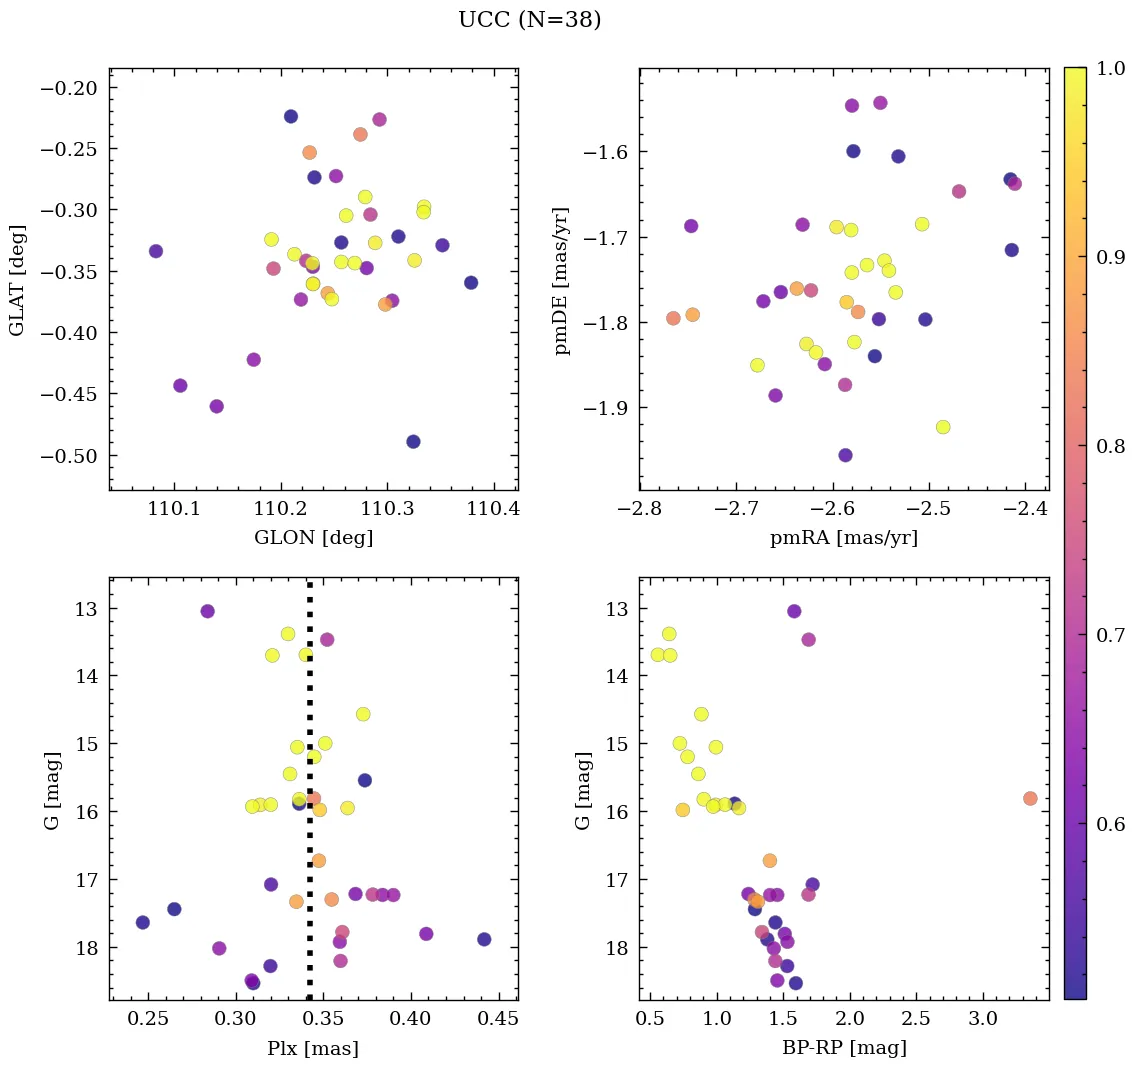 UCC (N=38)
−0.20
−0.25
−0.30
−0.35
−0.40
−0.45
−0.50
GLAT [deg]
110.1 110.2 110.3 110.4
GLON [deg]
−1.6
−1.7
−1.8
−1.9
pmDE [mas/yr]
−2.8 −2.7 −2.6 −2.5 −2.4
pmRA [mas/yr]
13
14
15
16
17
18
G [mag]
0.25 0.30 0.35 0.40 0.45
Plx [mas]
13
14
15
16
17
18
G [mag]
0.5 1.0 1.5 2.0 2.5 3.0
BP-RP [mag]
1.0
0.9
0.8
0.7
0.6